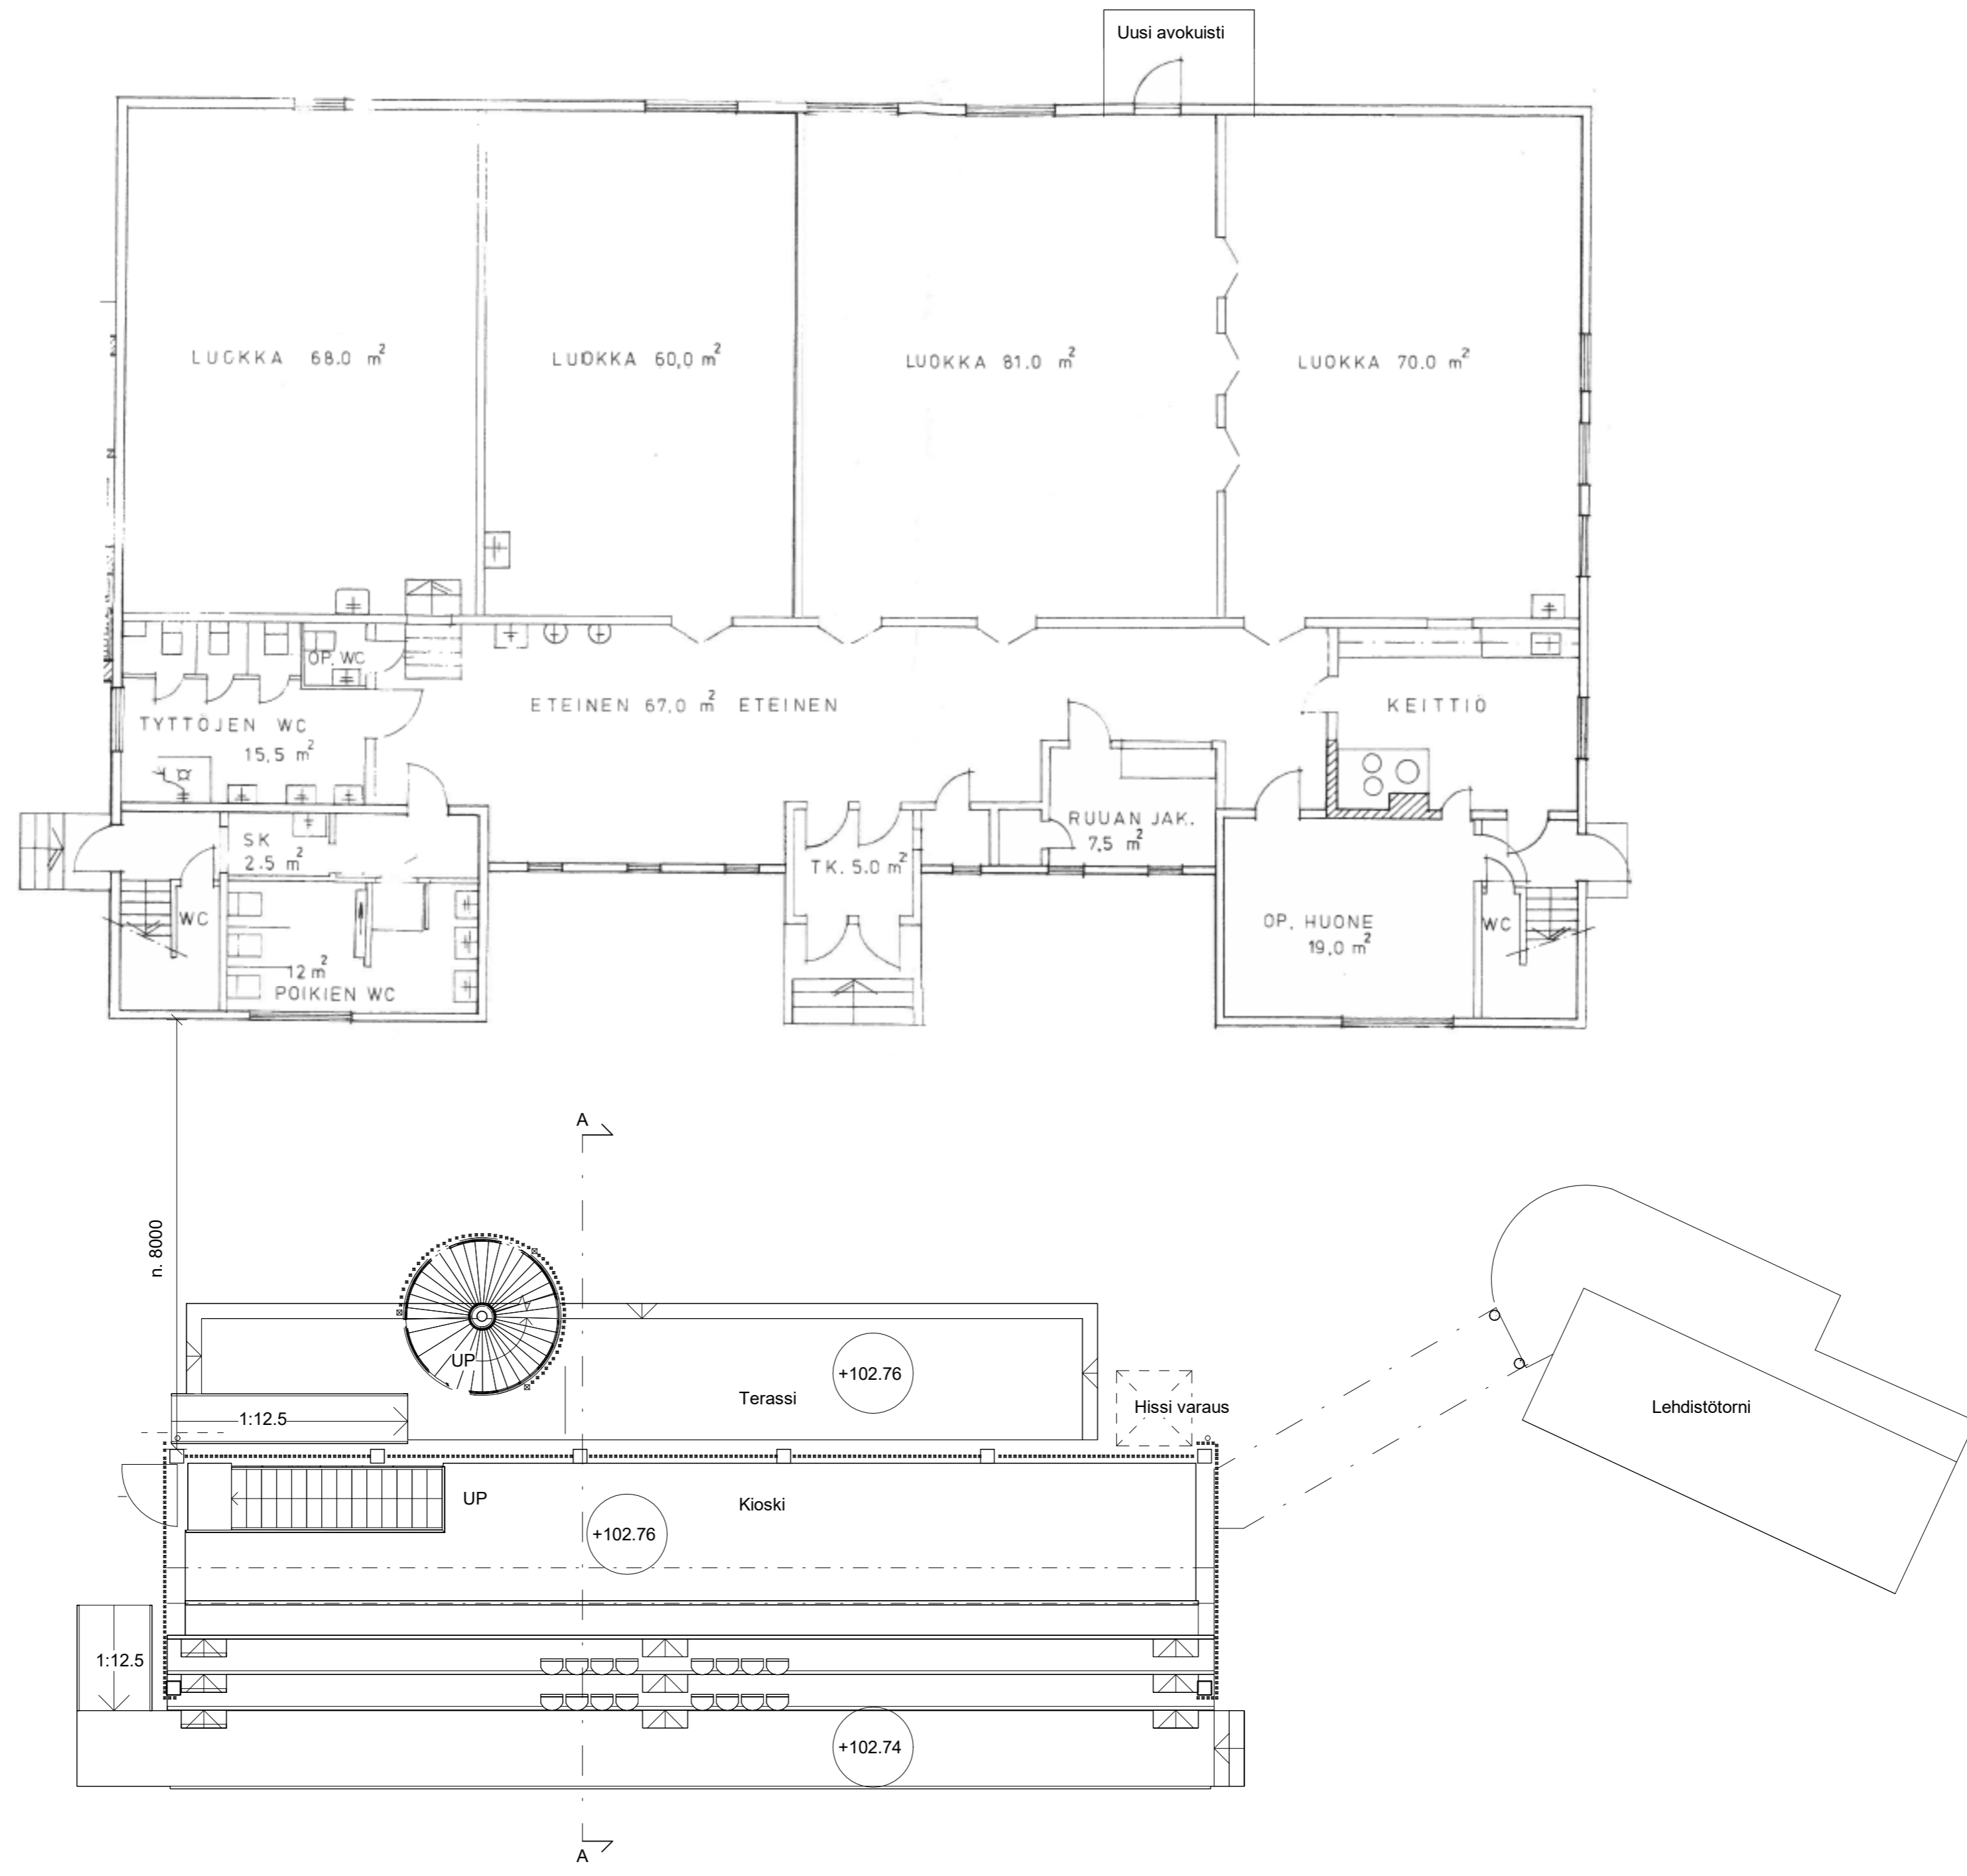 Uusi avokuisti
LUOKKA 68.0 m²
LUOKKA 60,0 m²
LUOKKA 81.0 m²
LUOKKA 70.0 m²
OP. WC
TYTTÖJEN WC
15,5 m²
ETEINEN 67,0 m² ETEINEN
KEITTIÖ
SK
2.5 m²
TK. 5.0 m²
RUUAN JAK.
7,5 m²
WC
12 m²
POIKIEN WC
OP. HUONE
19,0 m²
WC
A
n. 8000
UP
+102.76
Terassi
Hissi varaus
Lehdistötorni
1:12.5
UP
Kioski
+102.76
1:12.5
+102.74
A